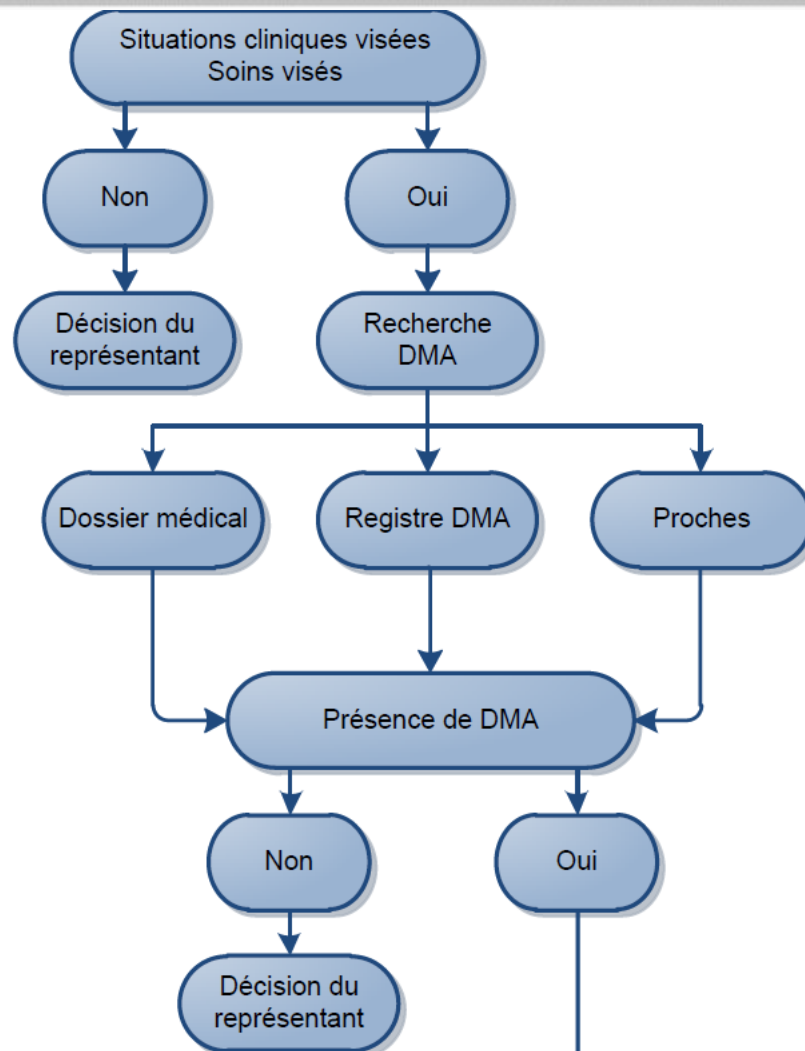 Situations cliniques visées
Soins visés
Non
Oui
Décision du
représentant
Recherche
DMA
Dossier médical
Registre DMA
Proches
Présence de DMA
Non
Oui
Décision du
représentant